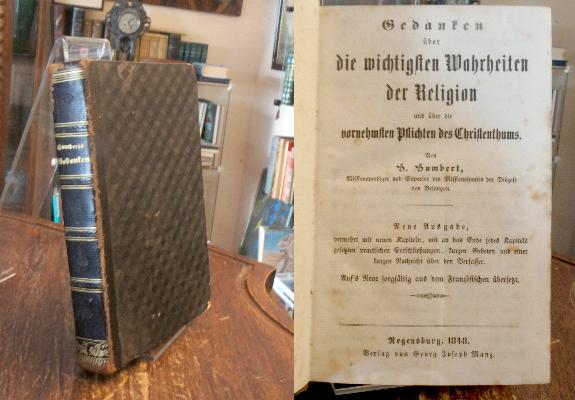 Humberts
Gedanken
Gedanken
über
die wichtigsten Wahrheiten
der Religion
und über die
vornehmsten Pflichten des Christenthums.
Von
H. Humbert,
Missionsprediger und Superior des Missionshauses der Diözese
von Besançon.
Neue Ausgabe,
vermehrt mit neuen Kapiteln, mit an das Ende jedes Kapitels
gesetzten practischen Entschließungen, kurzen Gebeten und einer
kurzen Nachricht über den Verfasser.
Auf's Neue sorgfältig aus dem Französischen übersetzt.
Regensburg, 1848.
Verlag von Georg Joseph Manz.